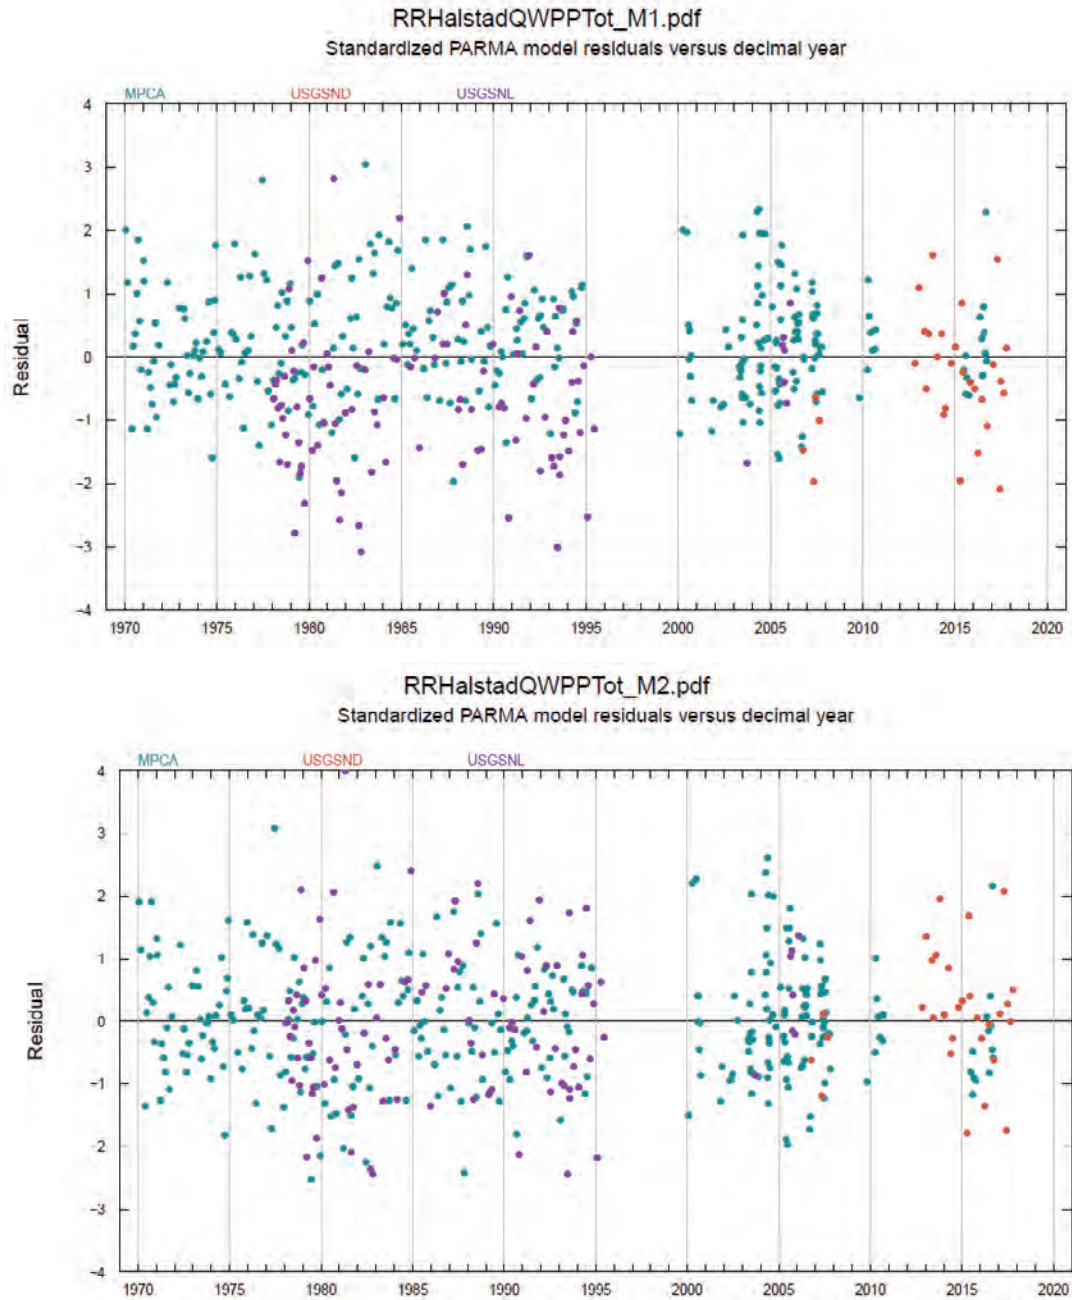 RRHalstadQWPPTot_M1.pdf
Standardized PARMA model residuals versus decimal year
MPCA USGSND USGSNL
4
3
2
1
0
−1
−2
−3
−4
Residual
1970 1975 1980 1985 1990 1995 2000 2005 2010 2015 2020
RRHalstadQWPPTot_M2.pdf
Standardized PARMA model residuals versus decimal year
MPCA USGSND USGSNL
4
3
2
1
0
−1
−2
−3
−4
Residual
1970 1975 1980 1985 1990 1995 2000 2005 2010 2015 2020